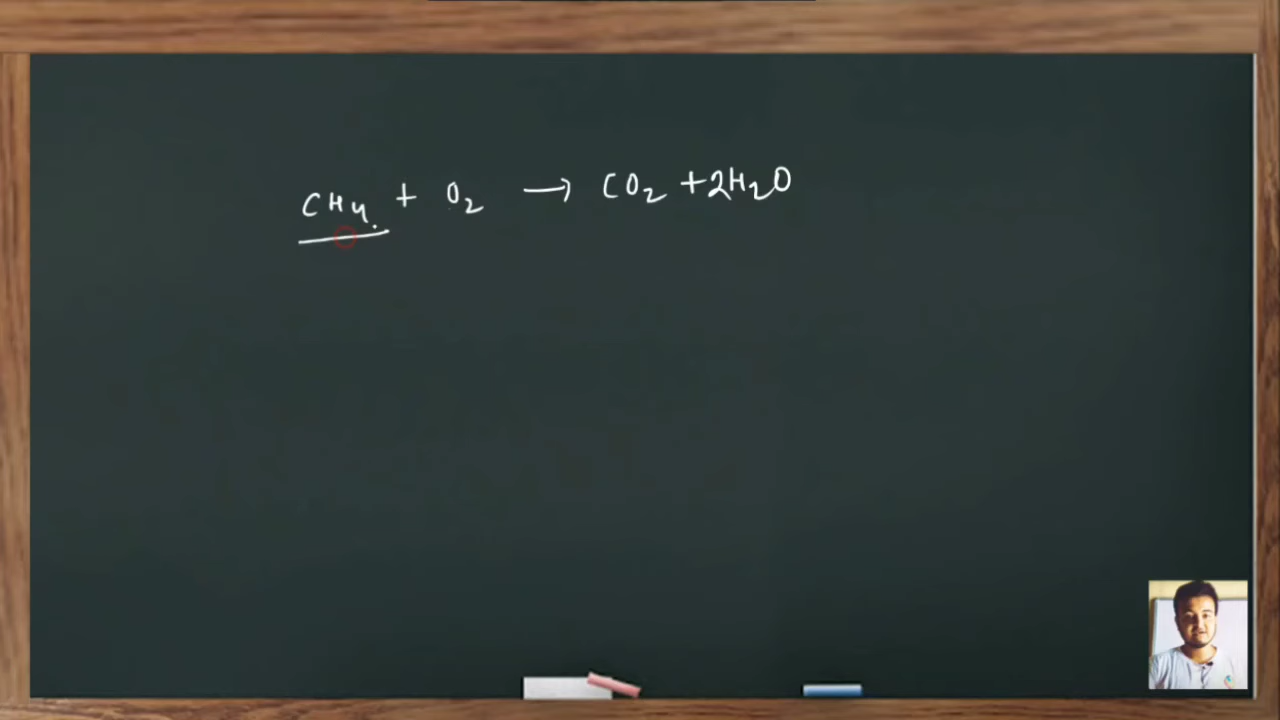 CH4 + O2 → CO2 + 2H2O